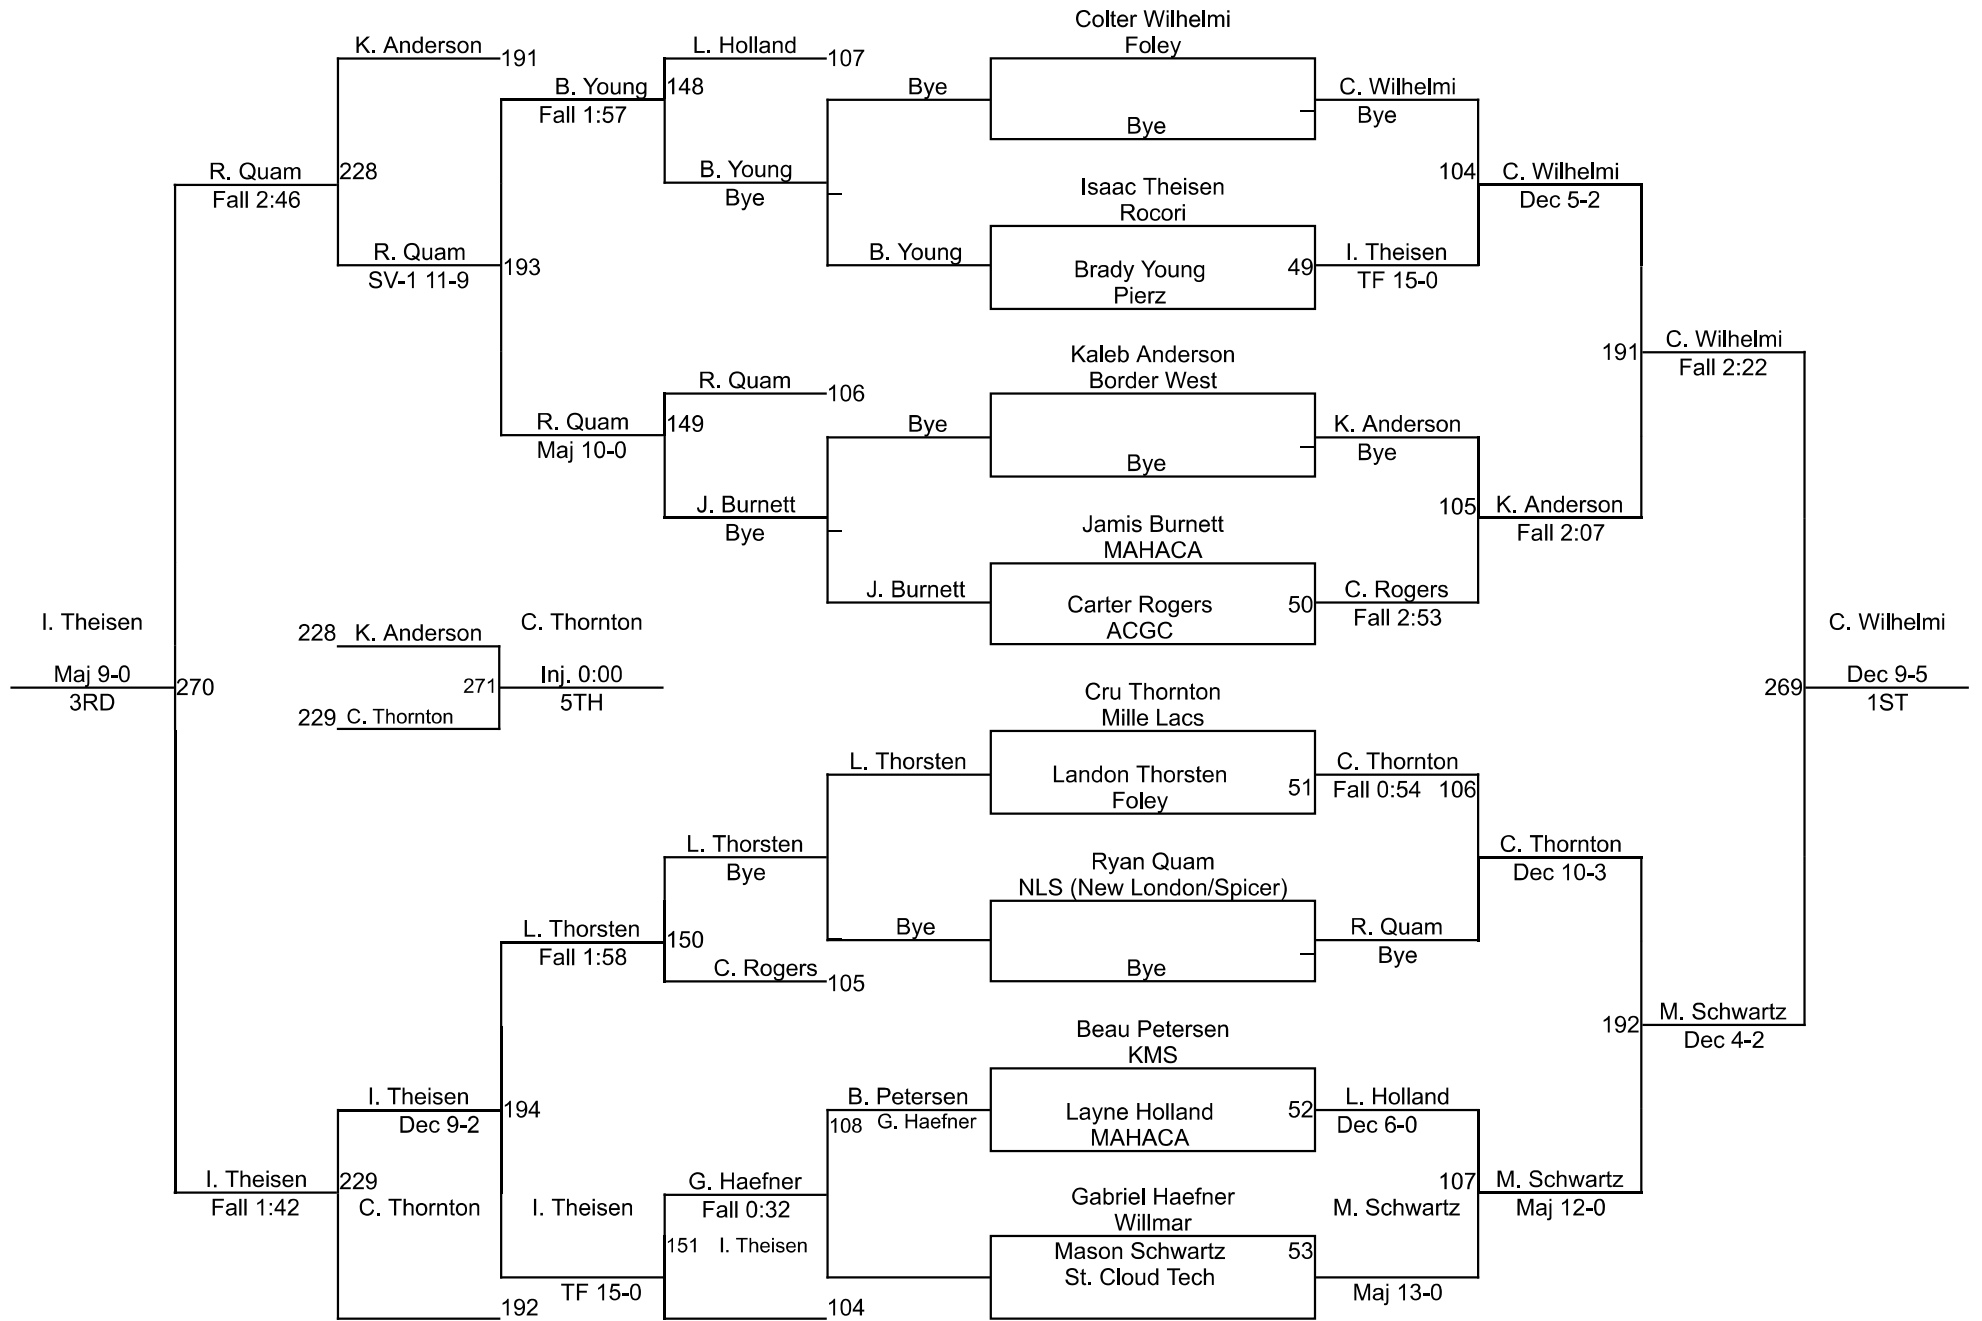 Colter Wilhelmi
K. Anderson
L. Holland
Foley
191
107
B. Young
148
Bye
C. Wilhelmi
Fall 1:57
Bye
Bye
R. Quam
228
B. Young
104
C. Wilhelmi
Fall 2:46
Bye
Isaac Theisen
Dec 5-2
Rocori
R. Quam
193
B. Young
Brady Young
49
I. Theisen
SV-1 11-9
Pierz
TF 15-0
Kaleb Anderson
191
C. Wilhelmi
R. Quam
106
Border West
Fall 2:22
R. Quam
149
Bye
K. Anderson
Maj 10-0
Bye
Bye
J. Burnett
Jamis Burnett
105
K. Anderson
Bye
MAHACA
Fall 2:07
J. Burnett
Carter Rogers
50
C. Rogers
ACGC
Fall 2:53
I. Theisen
228
K. Anderson
C. Thornton
C. Wilhelmi
Maj 9-0
270
271
Inj. 0:00
269
Dec 9-5
3RD
5TH
1ST
229
C. Thornton
Cru Thornton
Mille Lacs
L. Thorsten
Landon Thorsten
51
C. Thornton
Foley
Fall 0:54
106
L. Thorsten
Ryan Quam
C. Thornton
Bye
NLS (New London/Spicer)
Dec 10-3
L. Thorsten
150
Bye
R. Quam
Fall 1:58
C. Rogers
105
Bye
Bye
Beau Petersen
192
M. Schwartz
KMS
Dec 4-2
I. Theisen
194
B. Petersen
Layne Holland
52
L. Holland
Dec 9-2
108
G. Haefner
MAHACA
Dec 6-0
I. Theisen
229
G. Haefner
Gabriel Haefner
107
M. Schwartz
Fall 1:42
C. Thornton
I. Theisen
Fall 0:32
Willmar
M. Schwartz
Maj 12-0
151
I. Theisen
Mason Schwartz
53
TF 15-0
St. Cloud Tech
Maj 13-0
192
104